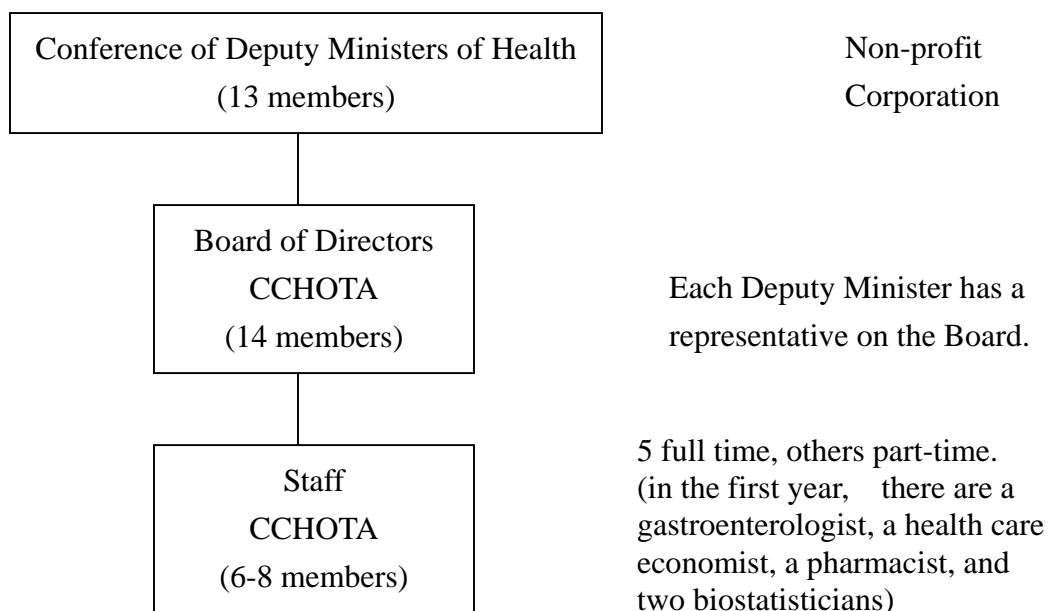 Conference of Deputy Ministers of Health
(13 members)
Non-profit
Corporation
Board of Directors
CCHOTA
(14 members)
Each Deputy Minister has a
representative on the Board.
Staff
CCHOTA
(6-8 members)
5 full time, others part-time.
(in the first year, there are a
gastroenterologist, a health care
economist, a pharmacist, and
two biostatisticians)